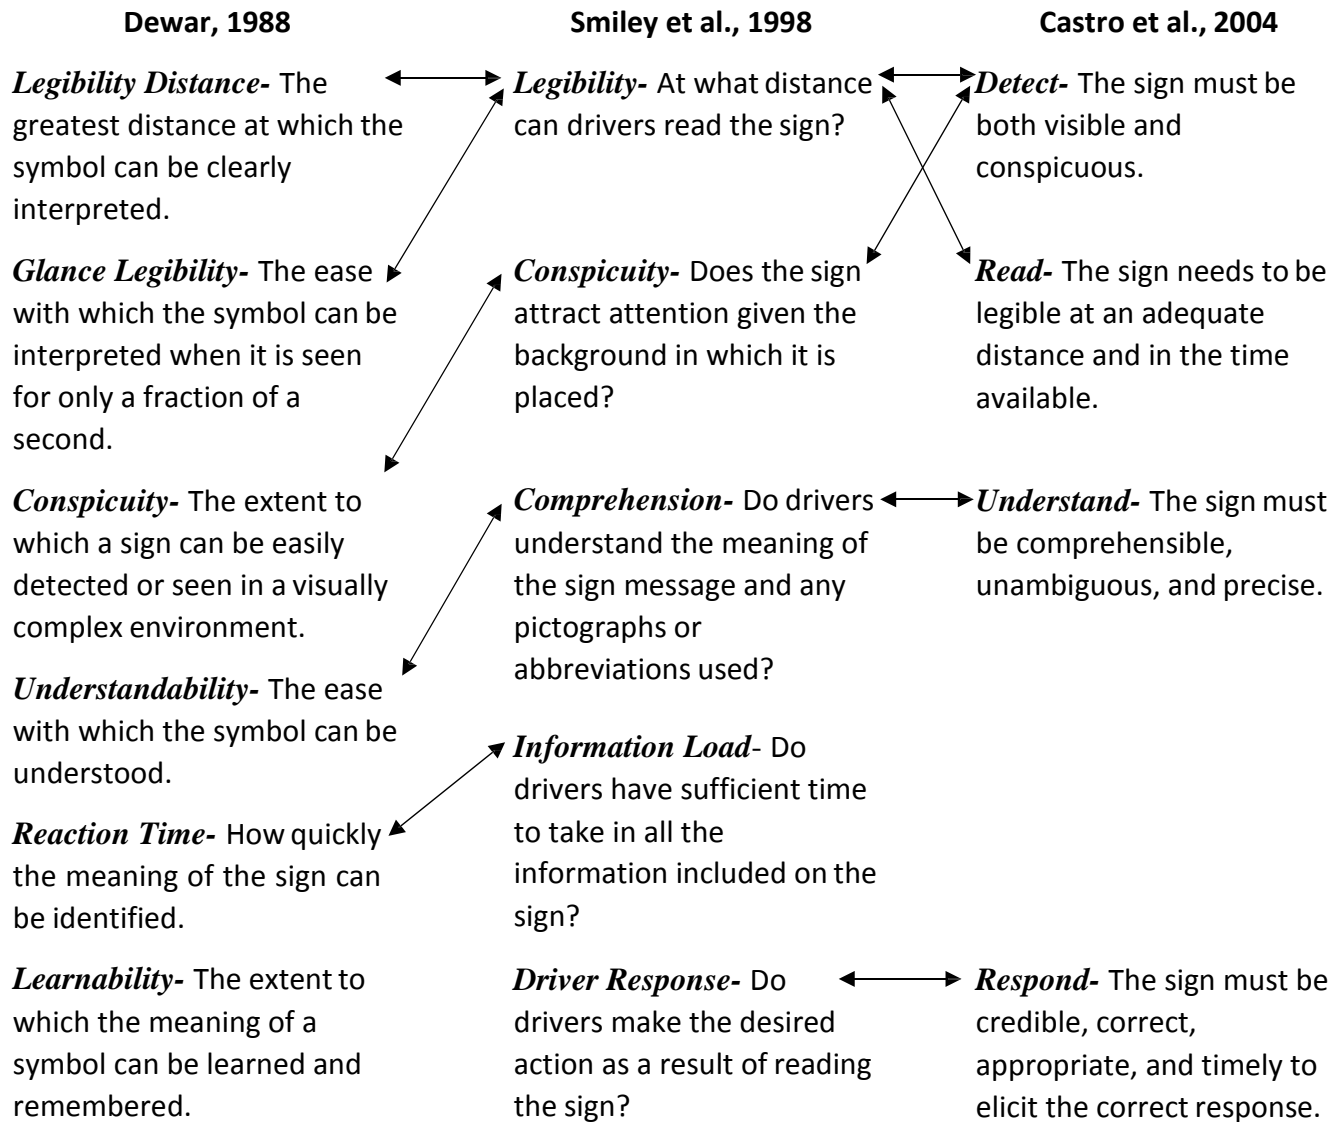 Dewar, 1988
Legibility Distance- The
greatest distance at which the
symbol can be clearly
interpreted.
Glance Legibility- The ease
with which the symbol can be
interpreted when it is seen
for only a fraction of a
second.
Conspicuity- The extent to
which a sign can be easily
detected or seen in a visually
complex environment.
Understandability- The ease
with which the symbol can be
understood.
Reaction Time- How quickly
the meaning of the sign can
be identified.
Learnability- The extent to
which the meaning of a
symbol can be learned and
remembered.
Smiley et al., 1998
Legibility- At what distance
can drivers read the sign?
Conspicuity- Does the sign
attract attention given the
background in which it is
placed?
Comprehension- Do drivers
understand the meaning of
the sign message and any
pictographs or
abbreviations used?
Information Load- Do
drivers have sufficient time
to take in all the
information included on the
sign?
Driver Response- Do
drivers make the desired
action as a result of reading
the sign?
Castro et al., 2004
Detect- The sign must be
both visible and
conspicuous.
Read- The sign needs to be
legible at an adequate
distance and in the time
available.
Understand- The sign must
be comprehensible,
unambiguous, and precise.
Respond- The sign must be
credible, correct,
appropriate, and timely to
elicit the correct response.